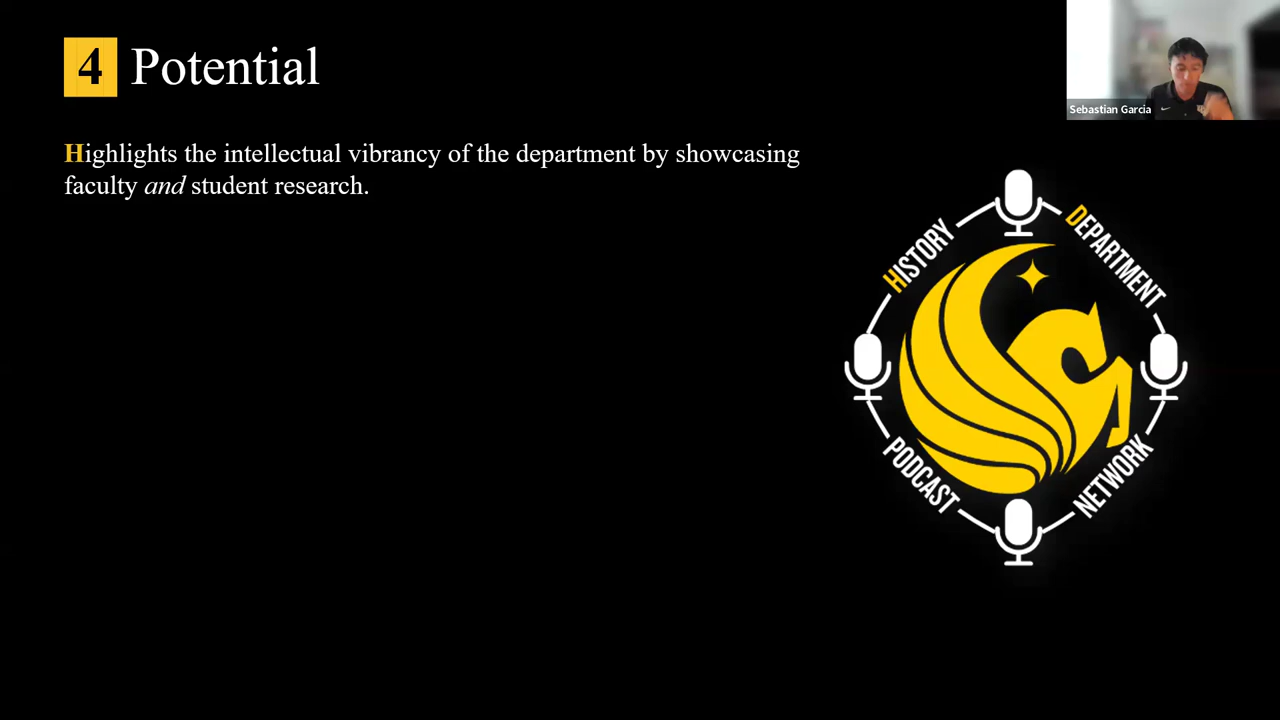 4 Potential
Highlights the intellectual vibrancy of the department by showcasing
faculty and student research.
Sebastian Garcia
HISTORY
DEPARTMENT
PODCAST
NETWORK